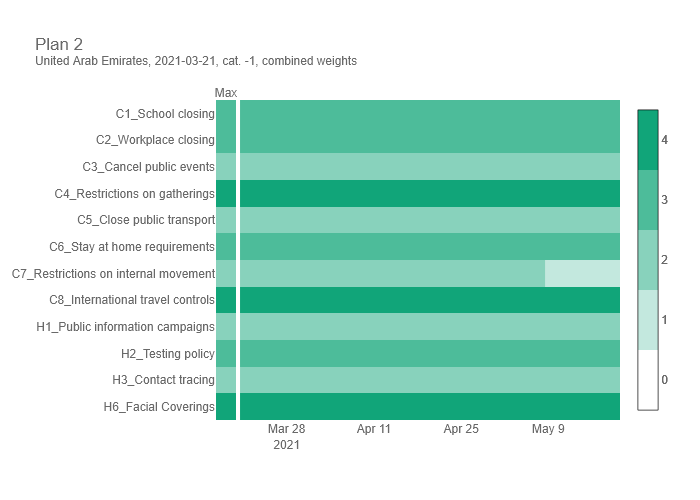 Plan 2
United Arab Emirates, 2021-03-21, cat. -1, combined weights
Max
C1_School closing
C2_Workplace closing
C3_Cancel public events
C4_Restrictions on gatherings
C5_Close public transport
C6_Stay at home requirements
C7_Restrictions on internal movement
C8_International travel controls
H1_Public information campaigns
H2_Testing policy
H3_Contact tracing
H6_Facial Coverings
Mar 28 Apr 11 Apr 25 May 9
2021
4
3
2
1
0